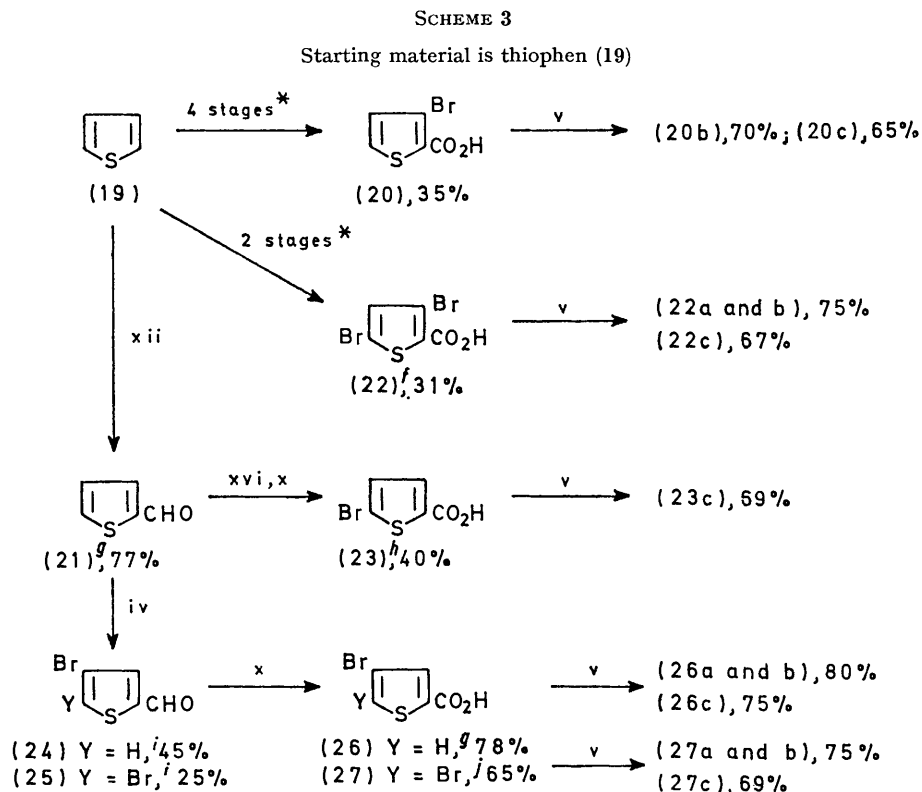 SCHEME 3
Starting material is thiophen (19)
4 stages*
Br
S
CO2H
v
(20b),70%; (20c),65%
S
(19)
(20),35%
2 stages*
Br
Br
S
CO2H
v
(22a and b), 75%
(22c), 67%
(22),f 31%
xii
S
CHO
xvi, x
Br
S
CO2H
v
(23c), 69%
(21),g 77%
(23),h 40%
iv
Br
Y
S
CHO
x
Br
Y
S
CO2H
v
(26a and b), 80%
(26c), 75%
(24) Y = H,i 45%
(26) Y = H,g 78%
v
(27a and b), 75%
(25) Y = Br,i 25%
(27) Y = Br,j 65%
(27c), 69%